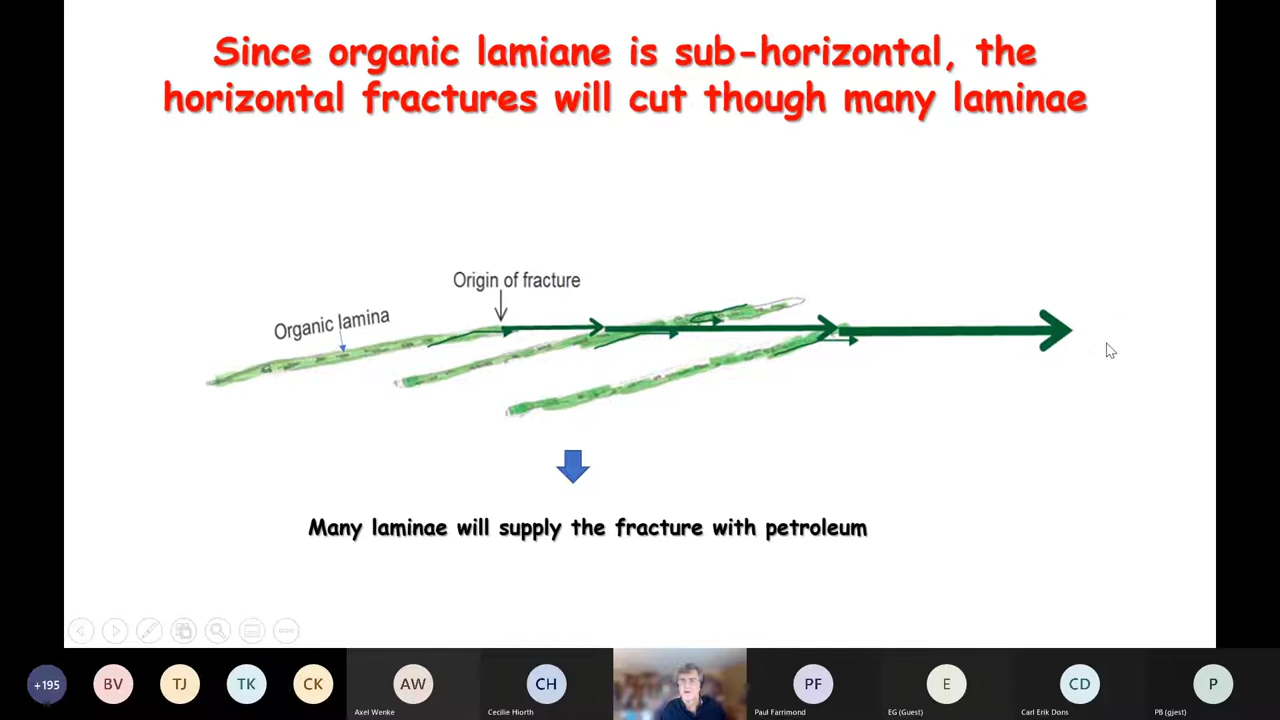 Since organic lamiane is sub-horizontal, the
horizontal fractures will cut though many laminae
Origin of fracture
Organic lamina
Many laminae will supply the fracture with petroleum
+195
BV
TJ
TK
CK
AW
Axel Wenke
CH
Cecilie Hiorth
PF
Paul Farrimond
E
EG (Guest)
CD
Carl Erik Dons
P
PB (gjest)